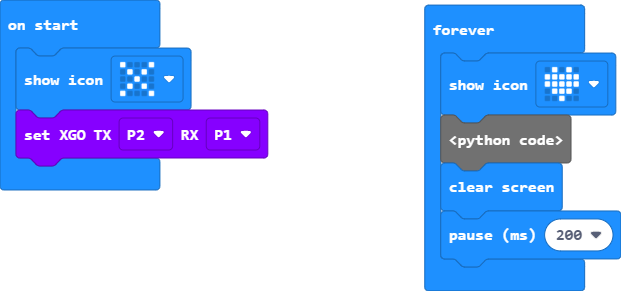 on start
show icon
set XGO TX P2 RX P1
forever
show icon
<python code>
clear screen
pause (ms) 200